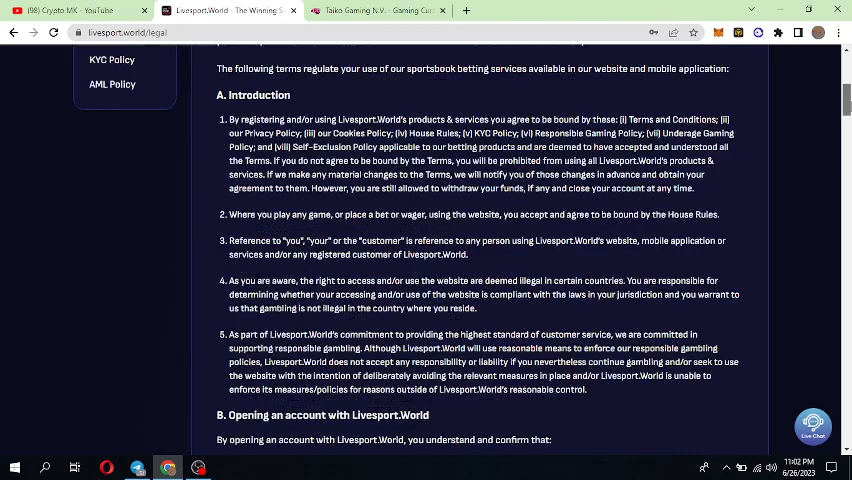 (98) Crypto MK - YouTube
Livesport.World - The Winning S
Taiko Gaming N.V. - Gaming Cur
livesport.world/legal
KYC Policy
AML Policy
The following terms regulate your use of our sportsbook betting services available in our website and mobile application:
A. Introduction
1. By registering and/or using Livesport.World's products & services you agree to be bound by these: (i) Terms and Conditions; (ii)
our Privacy Policy; (iii) our Cookies Policy; (iv) House Rules; (v) KYC Policy; (vi) Responsible Gaming Policy; (vii) Underage Gaming
Policy; and (viii) Self-Exclusion Policy applicable to our betting products and are deemed to have accepted and understood all
the Terms. If you do not agree to be bound by the Terms, you will be prohibited from using all Livesport.World's products &
services. If we make any material changes to the Terms, we will notify you of those changes in advance and obtain your
agreement to them. However, you are still allowed to withdraw your funds, if any and close your account at any time.
2. Where you play any game, or place a bet or wager, using the website, you accept and agree to be bound by the House Rules.
3. Reference to "you", "your" or the "customer" is reference to any person using Livesport.World's website, mobile application or
services and/or any registered customer of Livesport.World.
4. As you are aware, the right to access and/or use the website are deemed illegal in certain countries. You are responsible for
determining whether your accessing and/or use of the website is compliant with the laws in your jurisdiction and you warrant to
us that gambling is not illegal in the country where you reside.
5. As part of Livesport.World's commitment to providing the highest standard of customer service, we are committed in
supporting responsible gambling. Although Livesport.World will use reasonable means to enforce our responsible gambling
policies, Livesport.World does not accept any responsibility or liability if you nevertheless continue gambling and/or seek to use
the website with the intention of deliberately avoiding the relevant measures in place and/or Livesport.World is unable to
enforce its measures/policies for reasons outside of Livesport.World's reasonable control.
B. Opening an account with Livesport.World
By opening an account with Livesport.World, you understand and confirm that:
Live Chat
11:02 PM
6/26/2023